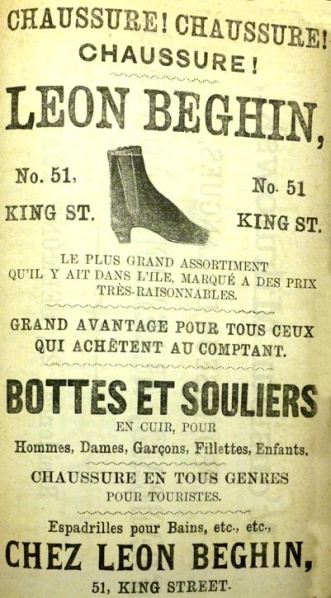 CHAUSSURE! CHAUSSURE!
CHAUSSURE!
LEON BEGHIN,
No. 51,
KING ST.
No. 51
KING ST.
LE PLUS GRAND ASSORTIMENT
QU'IL Y AIT DANS L'ILE, MARQUÉ A DES PRIX
TRÈS-RAISONNABLES.
GRAND AVANTAGE POUR TOUS CEUX
QUI ACHÊTENT AU COMPTANT.
BOTTES ET SOULIERS
EN CUIR, POUR
Hommes, Dames, Garçons, Fillettes, Enfants.
CHAUSSURE EN TOUS GENRES
POUR TOURISTES.
Espadrilles pour Bains, etc., etc.,
CHEZ LEON BEGHIN,
51, KING STREET.